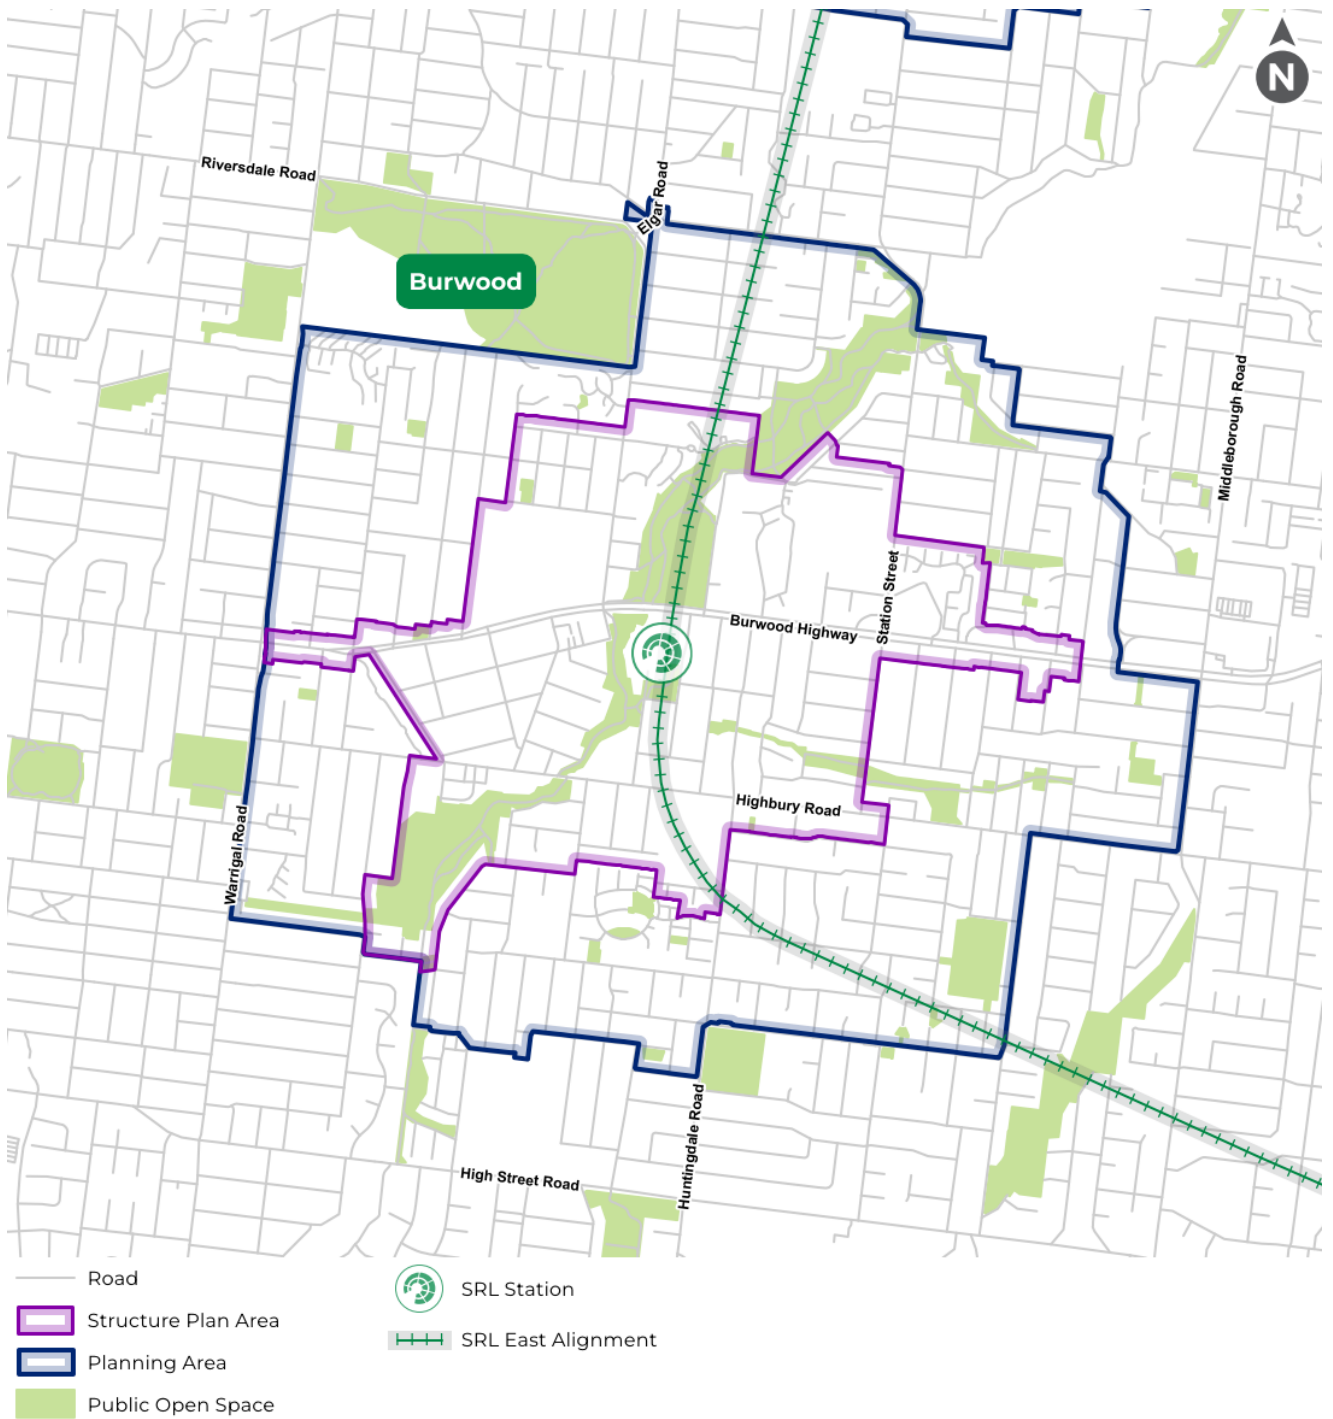 N
Riversdale Road
Elgar Road
Burwood
Middleborough Road
Station Street
Burwood Highway
Highbury Road
Warrigal Road
Huntingdale Road
High Street Road
Road
Structure Plan Area
Planning Area
Public Open Space
SRL Station
SRL East Alignment